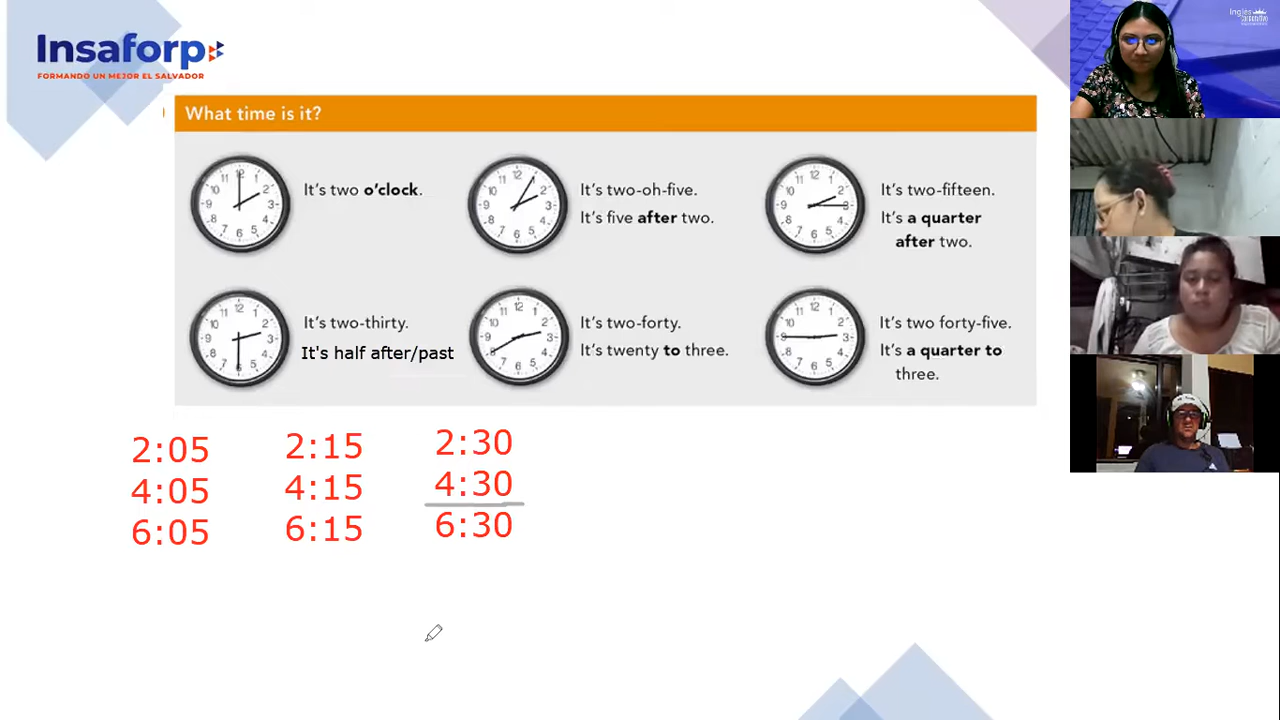 Insaforp
FORMANDO UN MEJOR EL SALVADOR
What time is it?
It's two o'clock.
It's two-oh-five.
It's five after two.
It's two-fifteen.
It's a quarter
after two.
It's two-thirty.
It's half after/past
It's two-forty.
It's twenty to three.
It's two forty-five.
It's a quarter to
three.
2:05 2:15 2:30
4:05 4:15 4:30
6:05 6:15 6:30